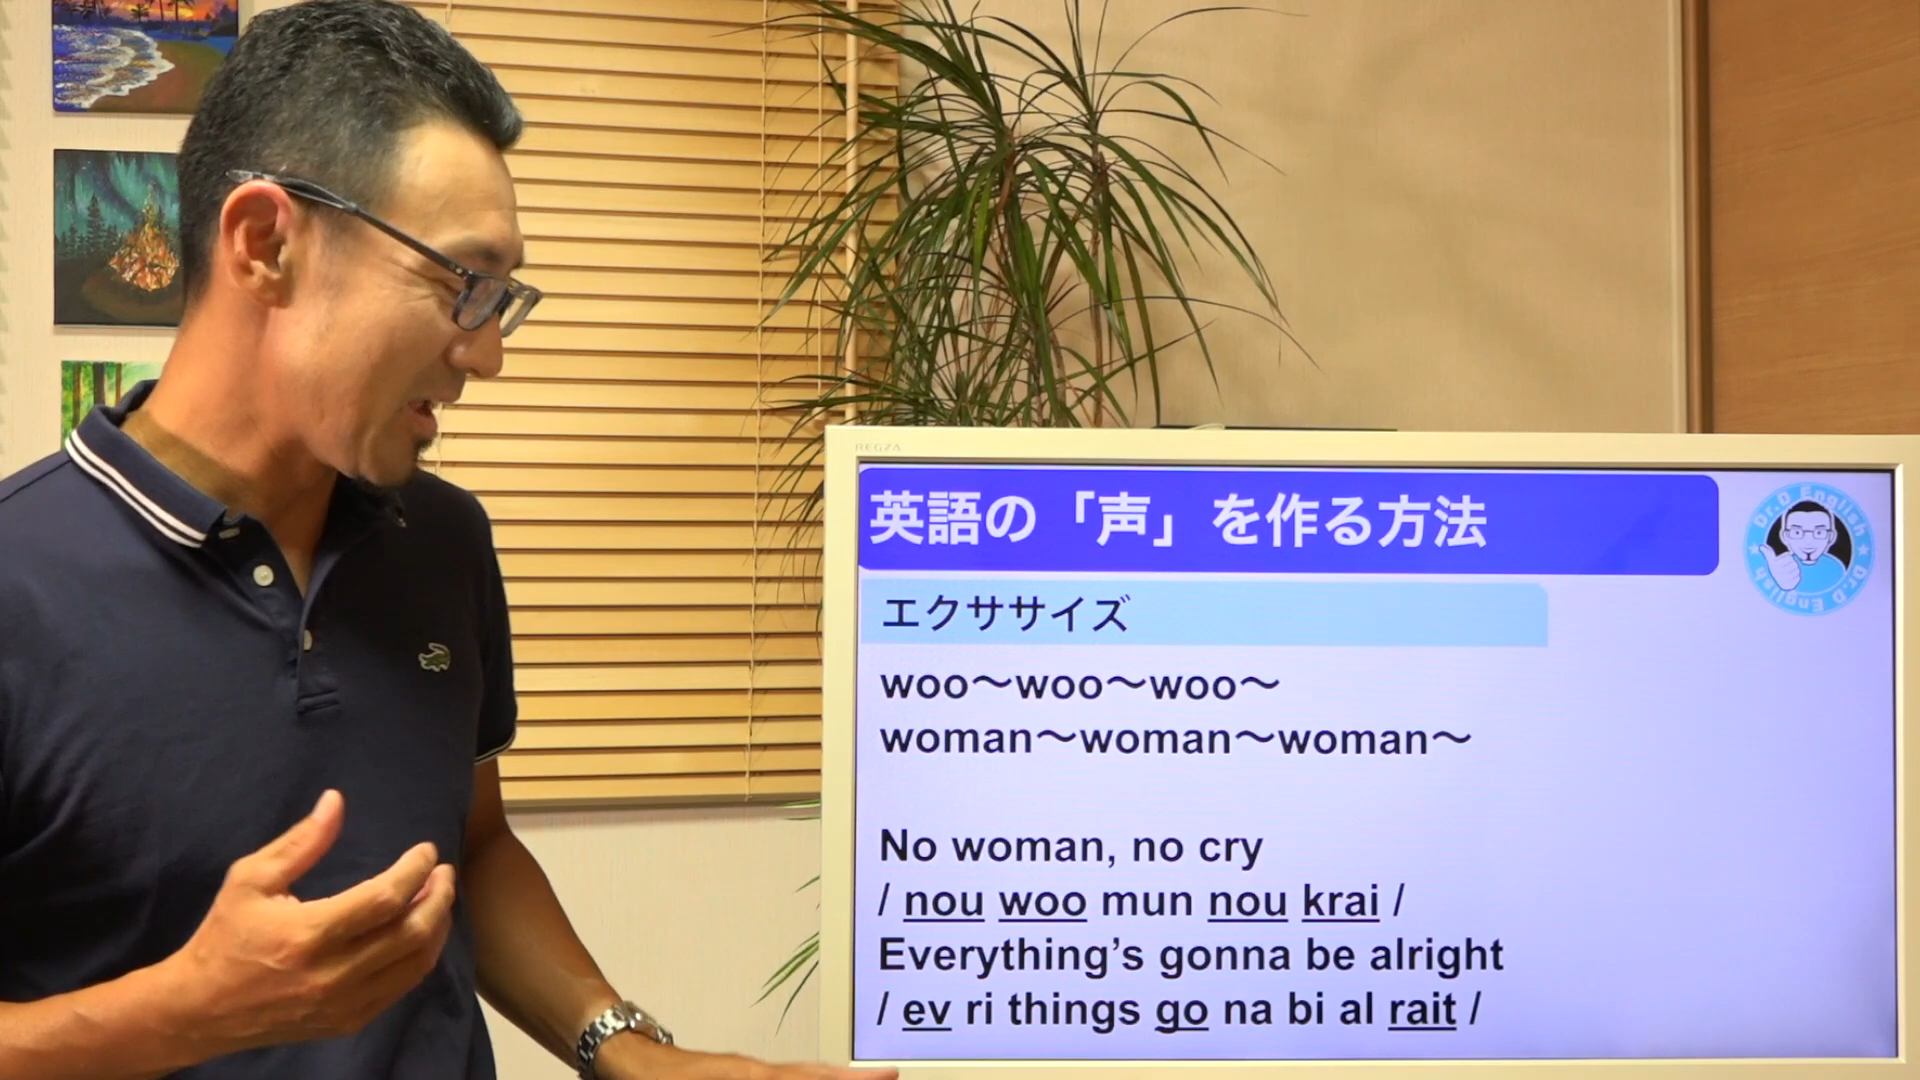 REGZA
英語の「声」を作る方法
Dr.D English
Dr.D English
エクササイズ
woo〜woo〜woo〜
woman〜woman〜woman〜
No woman, no cry
/ nou woo mun nou krai /
Everything’s gonna be alright
/ ev ri things go na bi al rait /